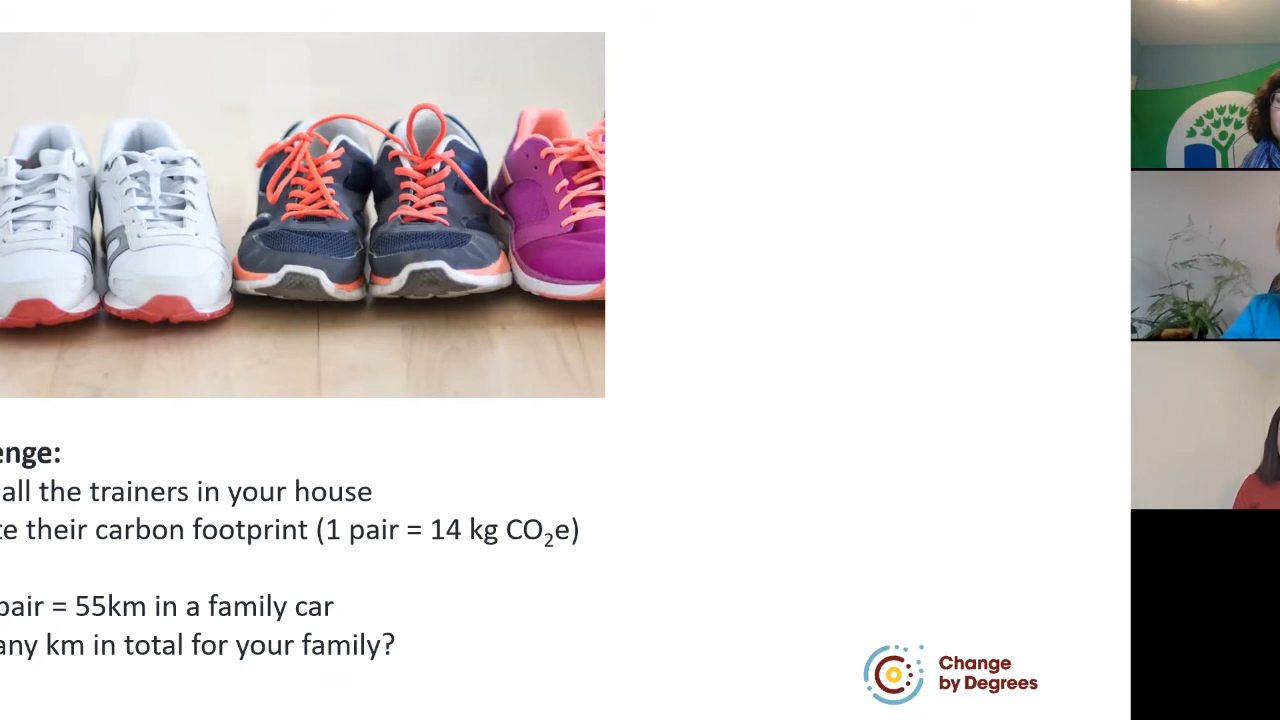 enge:
all the trainers in your house
te their carbon footprint (1 pair = 14 kg CO₂e)
pair = 55km in a family car
any km in total for your family?
Change
by Degrees